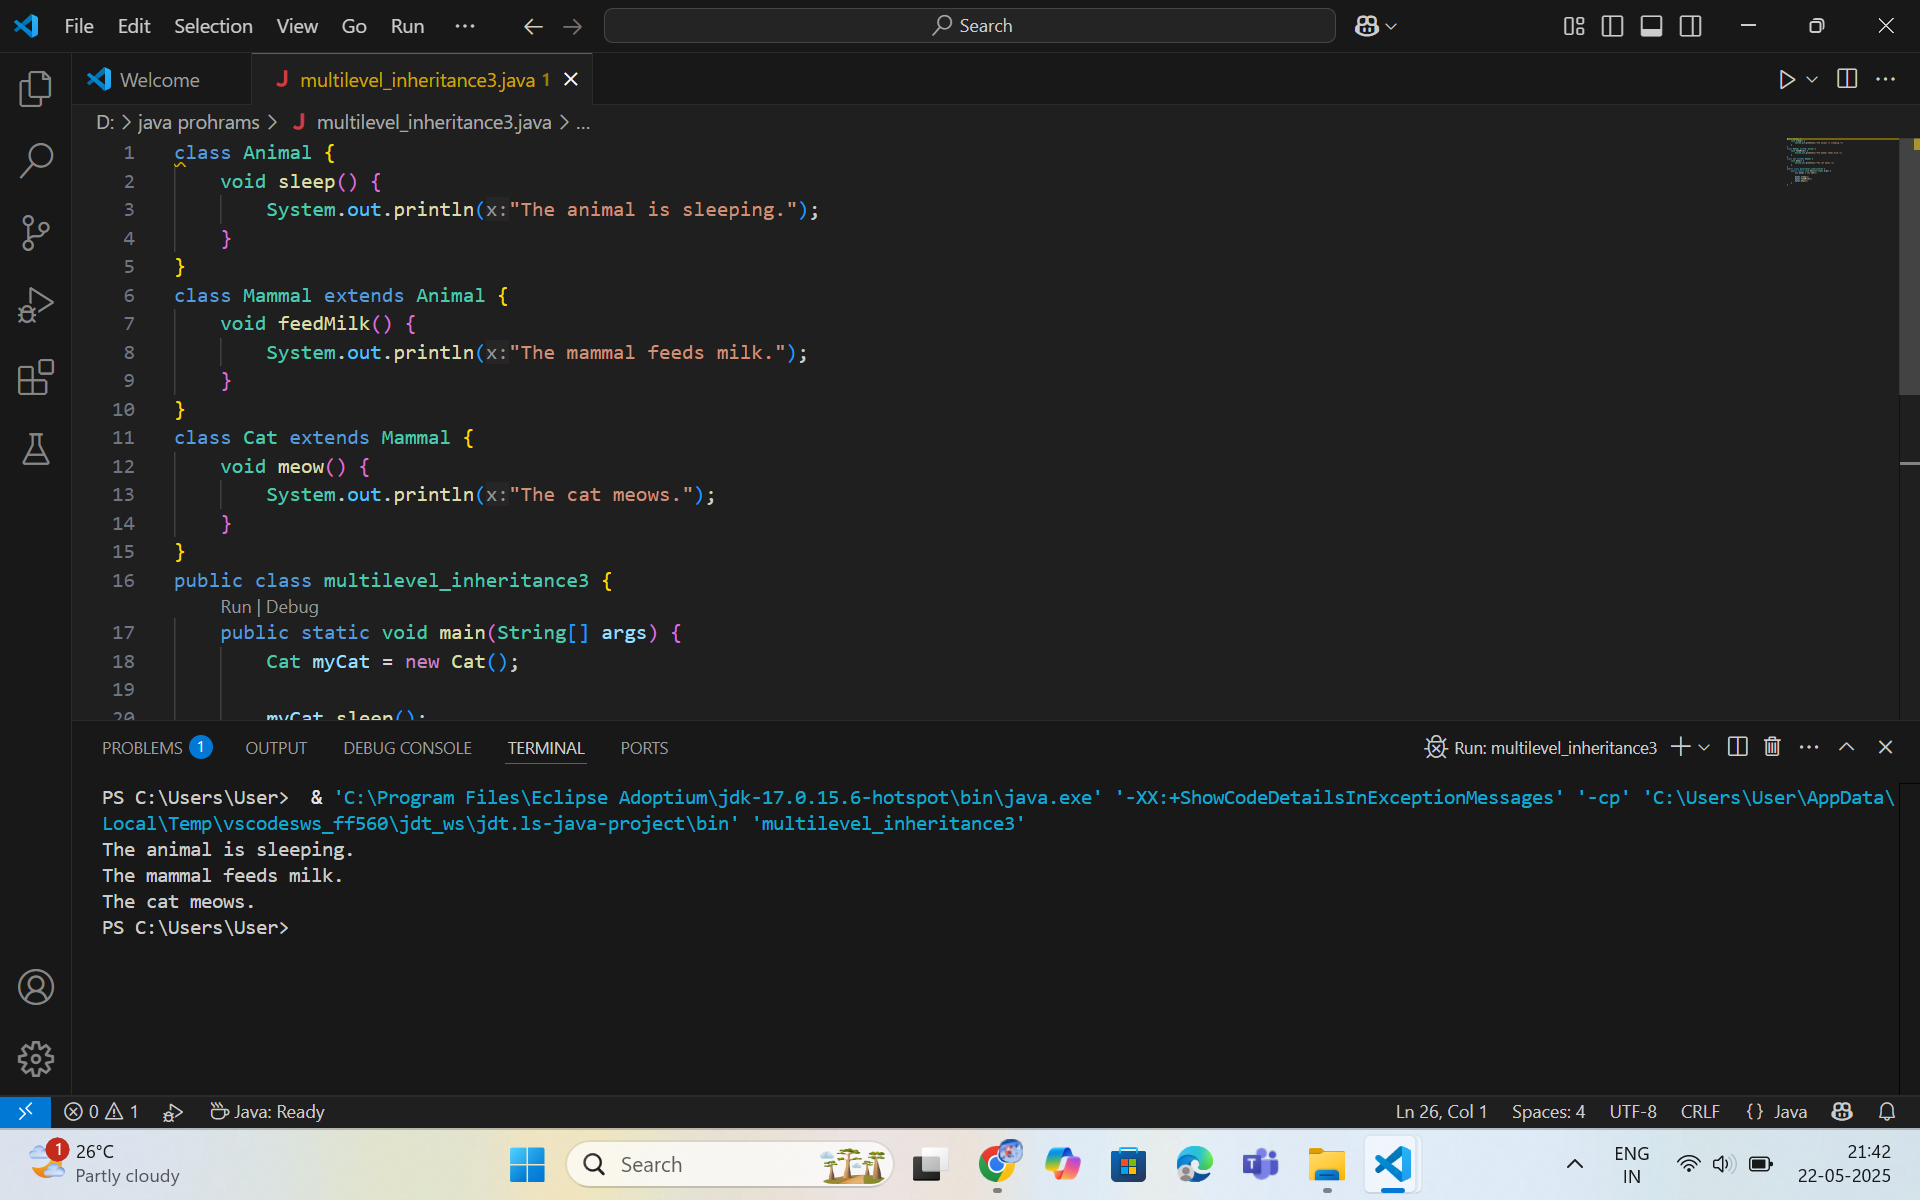 File Edit Selection View Go Run ··· Search
Welcome multilevel_inheritance3.java 1
D: > java prohrams > multilevel_inheritance3.java > ...
1 class Animal {
2 void sleep() {
3 System.out.println(x:"The animal is sleeping.");
4 }
5 }
6 class Mammal extends Animal {
7 void feedMilk() {
8 System.out.println(x:"The mammal feeds milk.");
9 }
10 }
11 class Cat extends Mammal {
12 void meow() {
13 System.out.println(x:"The cat meows.");
14 }
15 }
16 public class multilevel_inheritance3 {
Run | Debug
17 public static void main(String[] args) {
18 Cat myCat = new Cat();
19
20 myCat.sleep();
PROBLEMS 1 OUTPUT DEBUG CONSOLE TERMINAL PORTS Run: multilevel_inheritance3
PS C:\Users\User>  & 'C:\Program Files\Eclipse Adoptium\jdk-17.0.15.6-hotspot\bin\java.exe' '-XX:+ShowCodeDetailsInExceptionMessages' '-cp' 'C:\Users\User\AppData\
Local\Temp\vscodesws_ff560\jdt_ws\jdt.ls-java-project\bin' 'multilevel_inheritance3'
The animal is sleeping.
The mammal feeds milk.
The cat meows.
PS C:\Users\User>
0 1 Java: Ready Ln 26, Col 1 Spaces: 4 UTF-8 CRLF {} Java
1 26°C Search ENG 21:42
Partly cloudy IN 22-05-2025